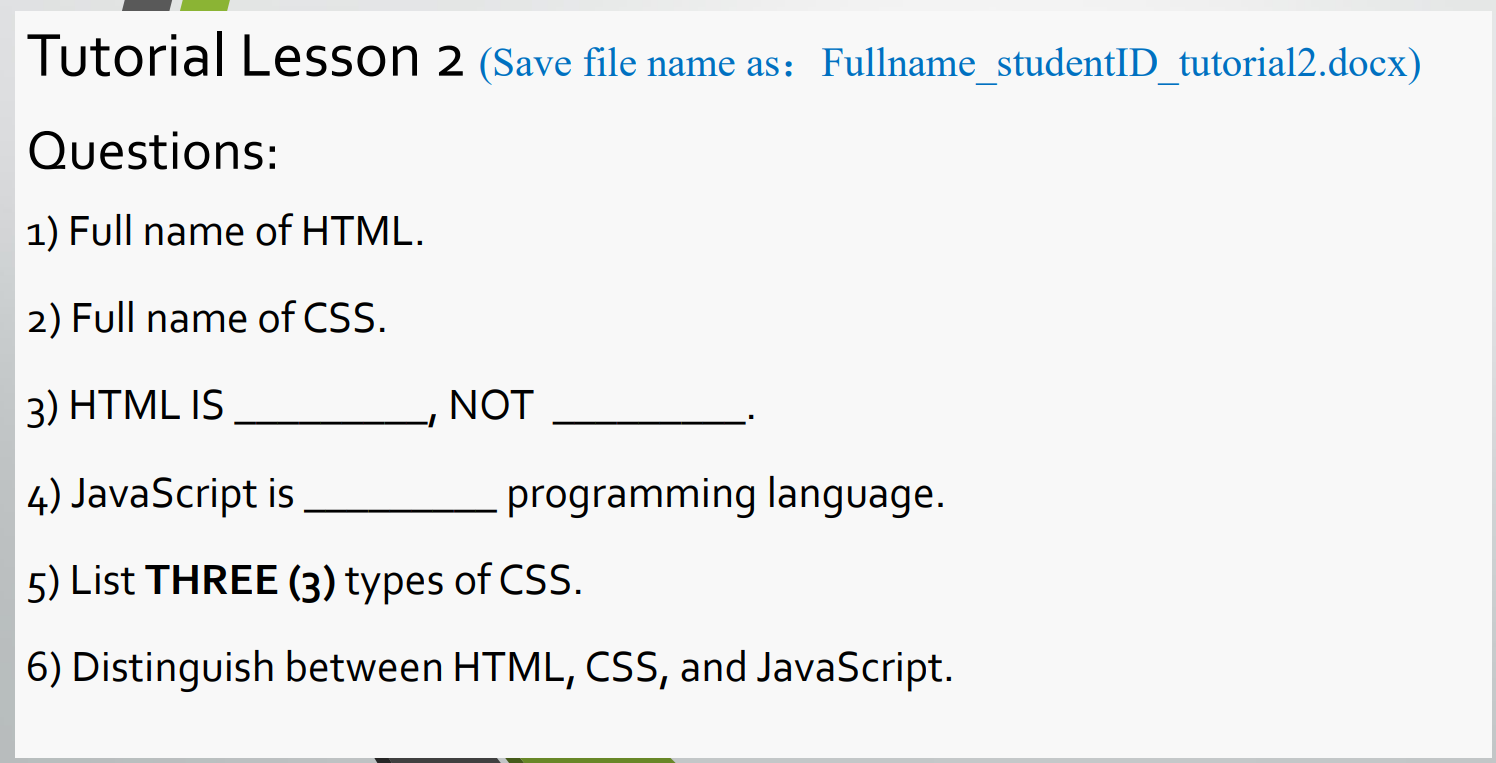 Tutorial Lesson 2 (Save file name as： Fullname_studentID_tutorial2.docx)
Questions:
1) Full name of HTML.
2) Full name of CSS.
3) HTML IS _________, NOT _________.
4) JavaScript is _________ programming language.
5) List THREE (3) types of CSS.
6) Distinguish between HTML, CSS, and JavaScript.